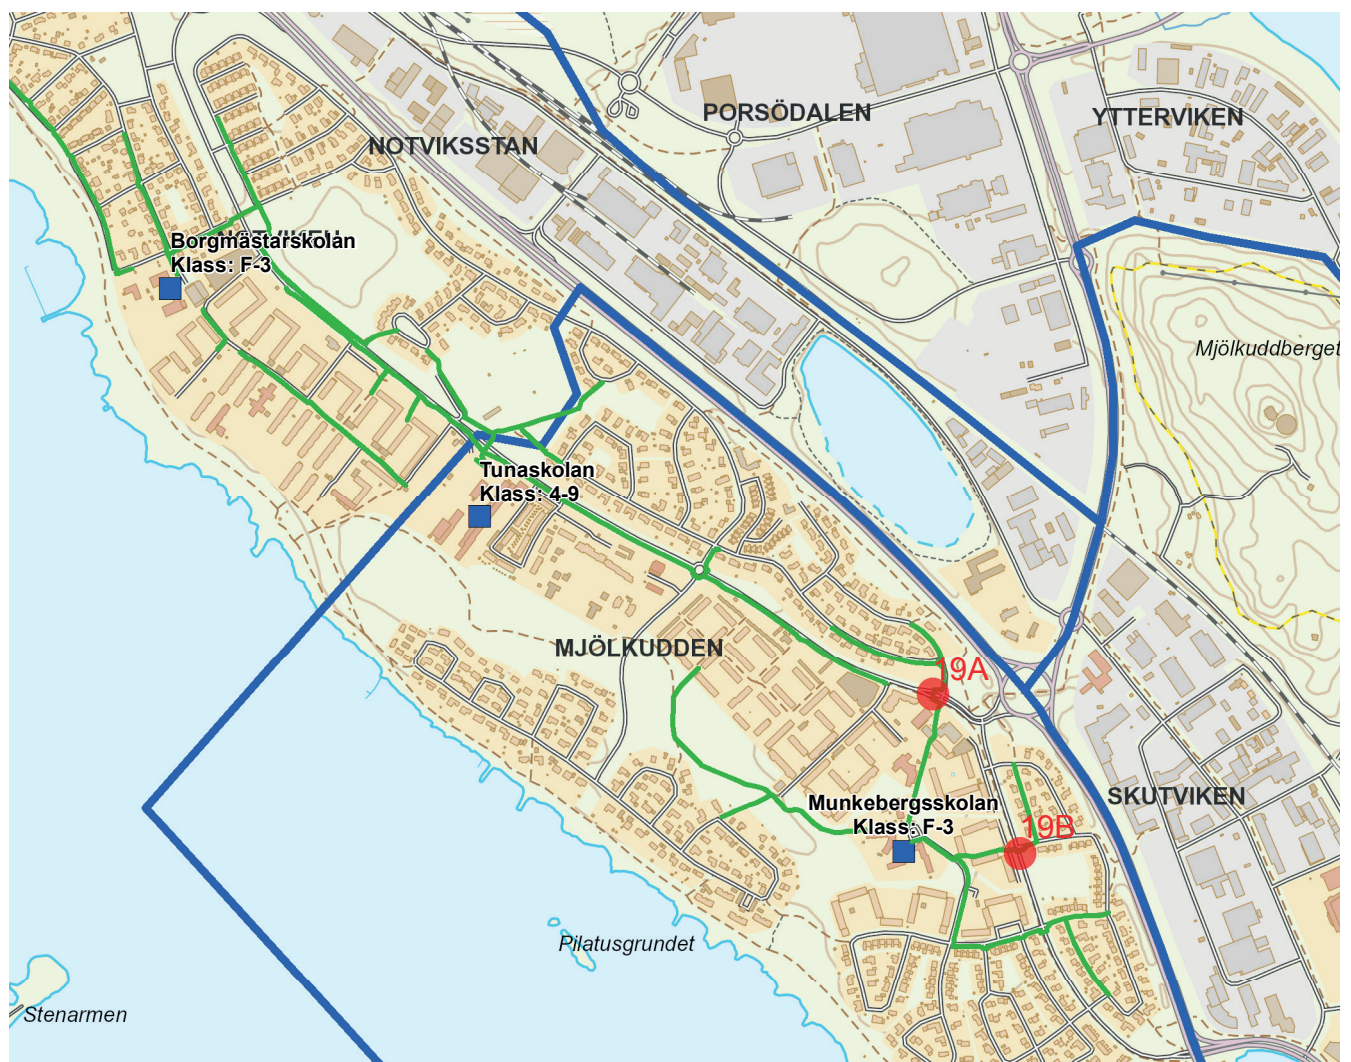 PORSÖDALEN
YTTERVIKEN
NOTVIKSSTAN
Borgmästarskolan
Klass: F-3
Mjölkuddberget
Tunaskolan
Klass: 4-9
MJÖLKUDDEN
19A
SKUTVIKEN
Munkebergsskolan
Klass: F-3
19B
Pilatusgrundet
Stenarmen